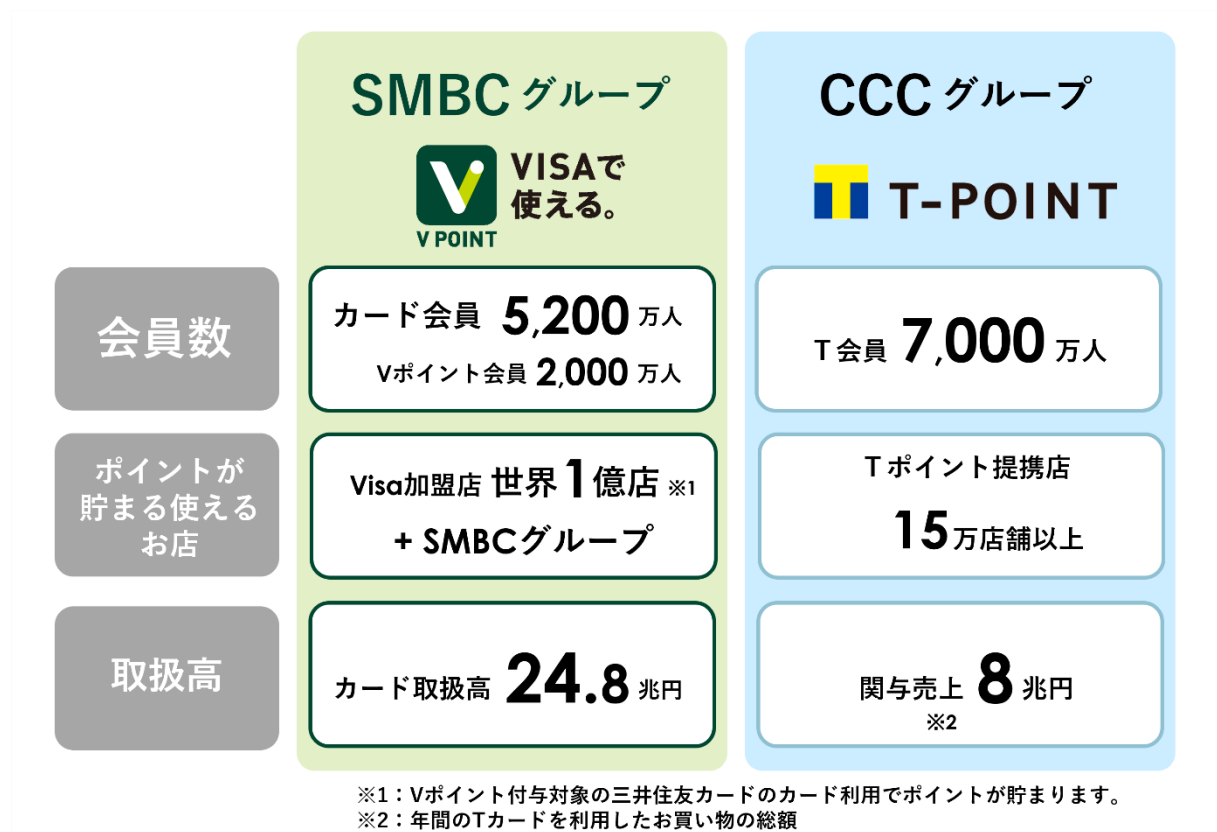 SMBCグループ
V POINT
VISAで
使える。
CCCグループ
T-POINT
会員数
カード会員 5,200 万人
Vポイント会員 2,000 万人
T会員 7,000 万人
ポイントが
貯まる使える
お店
Visa加盟店 世界1億店 ※1
+ SMBCグループ
Tポイント提携店
15万店舗以上
取扱高
カード取扱高 24.8 兆円
関与売上 8 兆円
※2
※1：Vポイント付与対象の三井住友カードのカード利用でポイントが貯まります。
※2：年間のTカードを利用したお買い物の総額